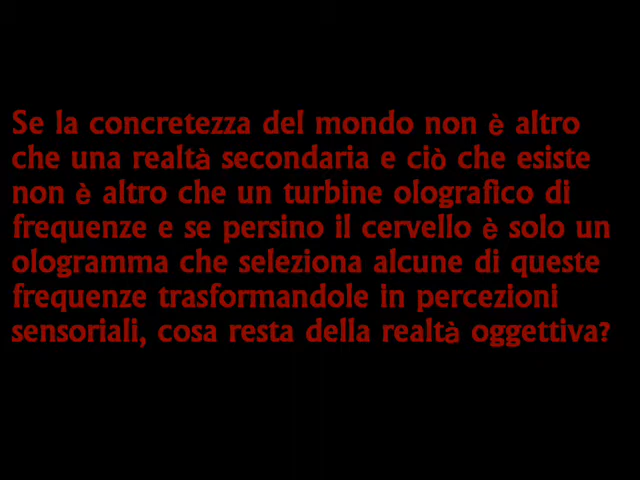 Se la concretezza del mondo non è altro
che una realtà secondaria e ciò che esiste
non è altro che un turbine olografico di
frequenze e se persino il cervello è solo un
ologramma che seleziona alcune di queste
frequenze trasformandole in percezioni
sensoriali, cosa resta della realtà oggettiva?